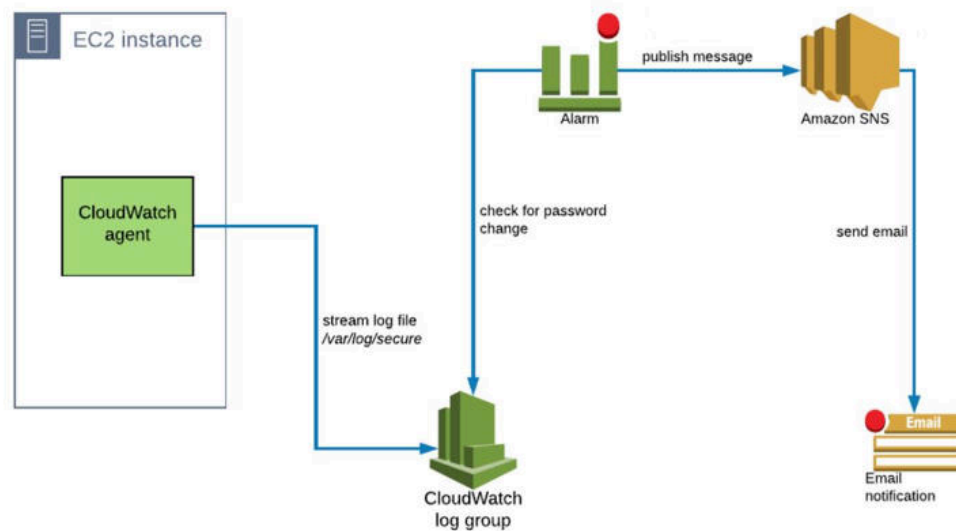 EC2 instance
CloudWatch
agent
stream log file
/var/log/secure
CloudWatch
log group
check for password
change
Alarm
publish message
Amazon SNS
send email
Email
Email
notification